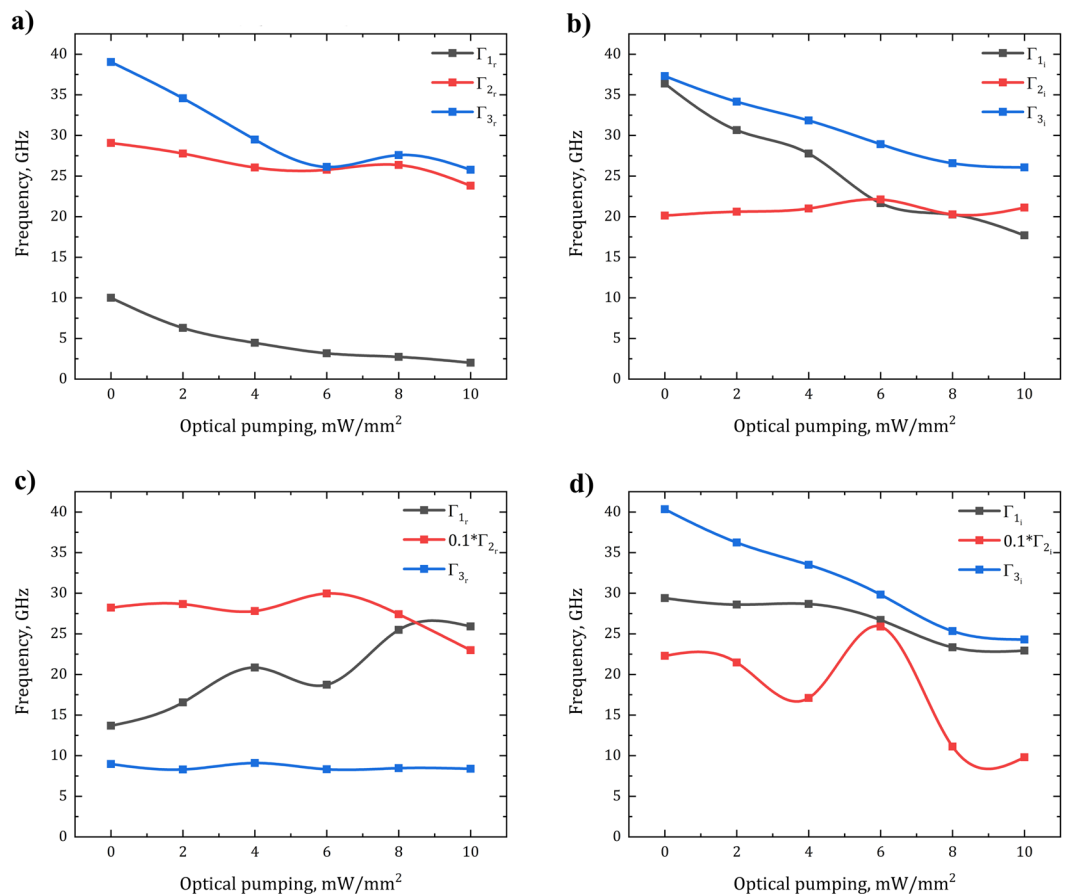 a)
Γ1r
Γ2r
Γ3r
Frequency, GHz
40
35
30
25
20
15
10
5
0
0 2 4 6 8 10
Optical pumping, mW/mm²
b)
Γ1i
Γ2i
Γ3i
Frequency, GHz
40
35
30
25
20
15
10
5
0
0 2 4 6 8 10
Optical pumping, mW/mm²
c)
Γ1r
0.1*Γ2r
Γ3r
Frequency, GHz
40
35
30
25
20
15
10
5
0
0 2 4 6 8 10
Optical pumping, mW/mm²
d)
Γ1i
0.1*Γ2i
Γ3i
Frequency, GHz
40
35
30
25
20
15
10
5
0
0 2 4 6 8 10
Optical pumping, mW/mm²